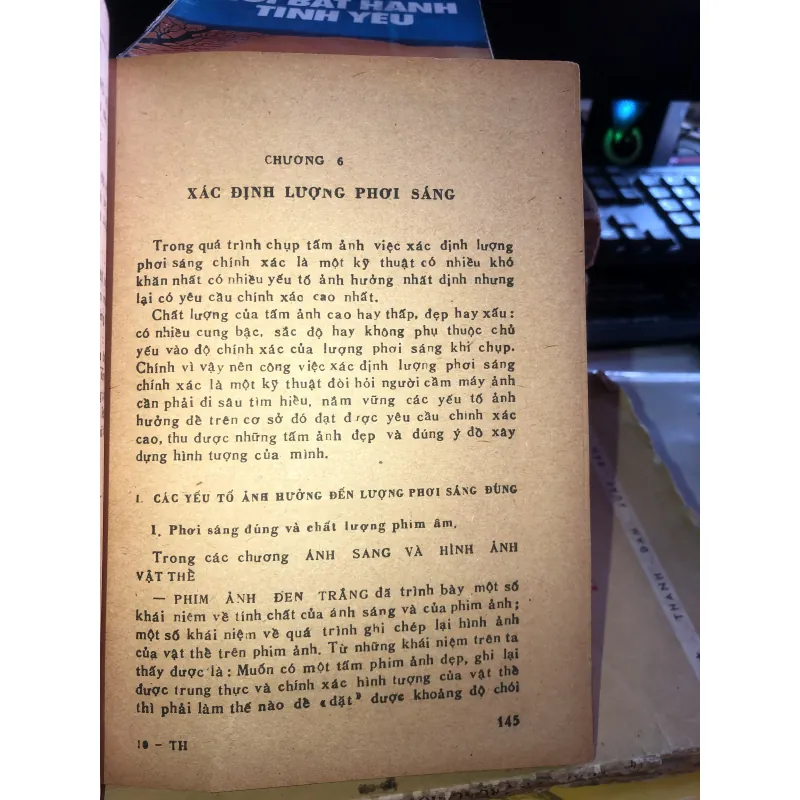 BẤT HẠNH
TÌNH YÊU
CHƯƠNG 6
XÁC ĐỊNH LƯỢNG PHƠI SÁNG
Trong quá trình chụp tấm ảnh việc xác định lượng
phơi sáng chính xác là một kỹ thuật có nhiều khó
khăn nhất có nhiều yếu tố ảnh hưởng nhất định nhưng
lại có yêu cầu chính xác cao nhất.
Chất lượng của tấm ảnh cao hay thấp, đẹp hay xấu:
có nhiều cung bậc, sắc độ hay không phụ thuộc chủ
yếu vào độ chính xác của lượng phơi sáng khi chụp.
Chính vì vậy nên công việc xác định lượng phơi sáng
chính xác là một kỹ thuật đòi hỏi người cầm máy ảnh
cần phải đi sâu tìm hiểu, nắm vững các yếu tố ảnh
hưởng dề trên cơ sở đó đạt được yêu cầu chính xác
cao, thu được những tấm ảnh đẹp và đúng ý đồ xây
dựng hình tượng của mình.
I. CÁC YẾU TỐ ẢNH HƯỞNG ĐẾN LƯỢNG PHƠI SÁNG ĐÚNG
1. Phơi sáng đúng và chất lượng phim âm.
Trong các chương ÁNH SANG VÀ HÌNH ẢNH
VẬT THỀ
— PHIM ẢNH ĐEN TRẮNG đã trình bày một số
khái niêm về tính chất của ánh sáng và của phim ảnh;
một số khái niệm về quá trình ghi chép lại hình ảnh
của vật thề trên phim ảnh. Từ những khái niệm trên ta
thấy được là: Muốn có một tấm phim ảnh đẹp, ghi lại
được trung thực và chính xác hình tượng của vật thề
thì phải làm thế nào dề «đặt» được khoảng độ chói
145
10 - TH
THANH - ĐAM